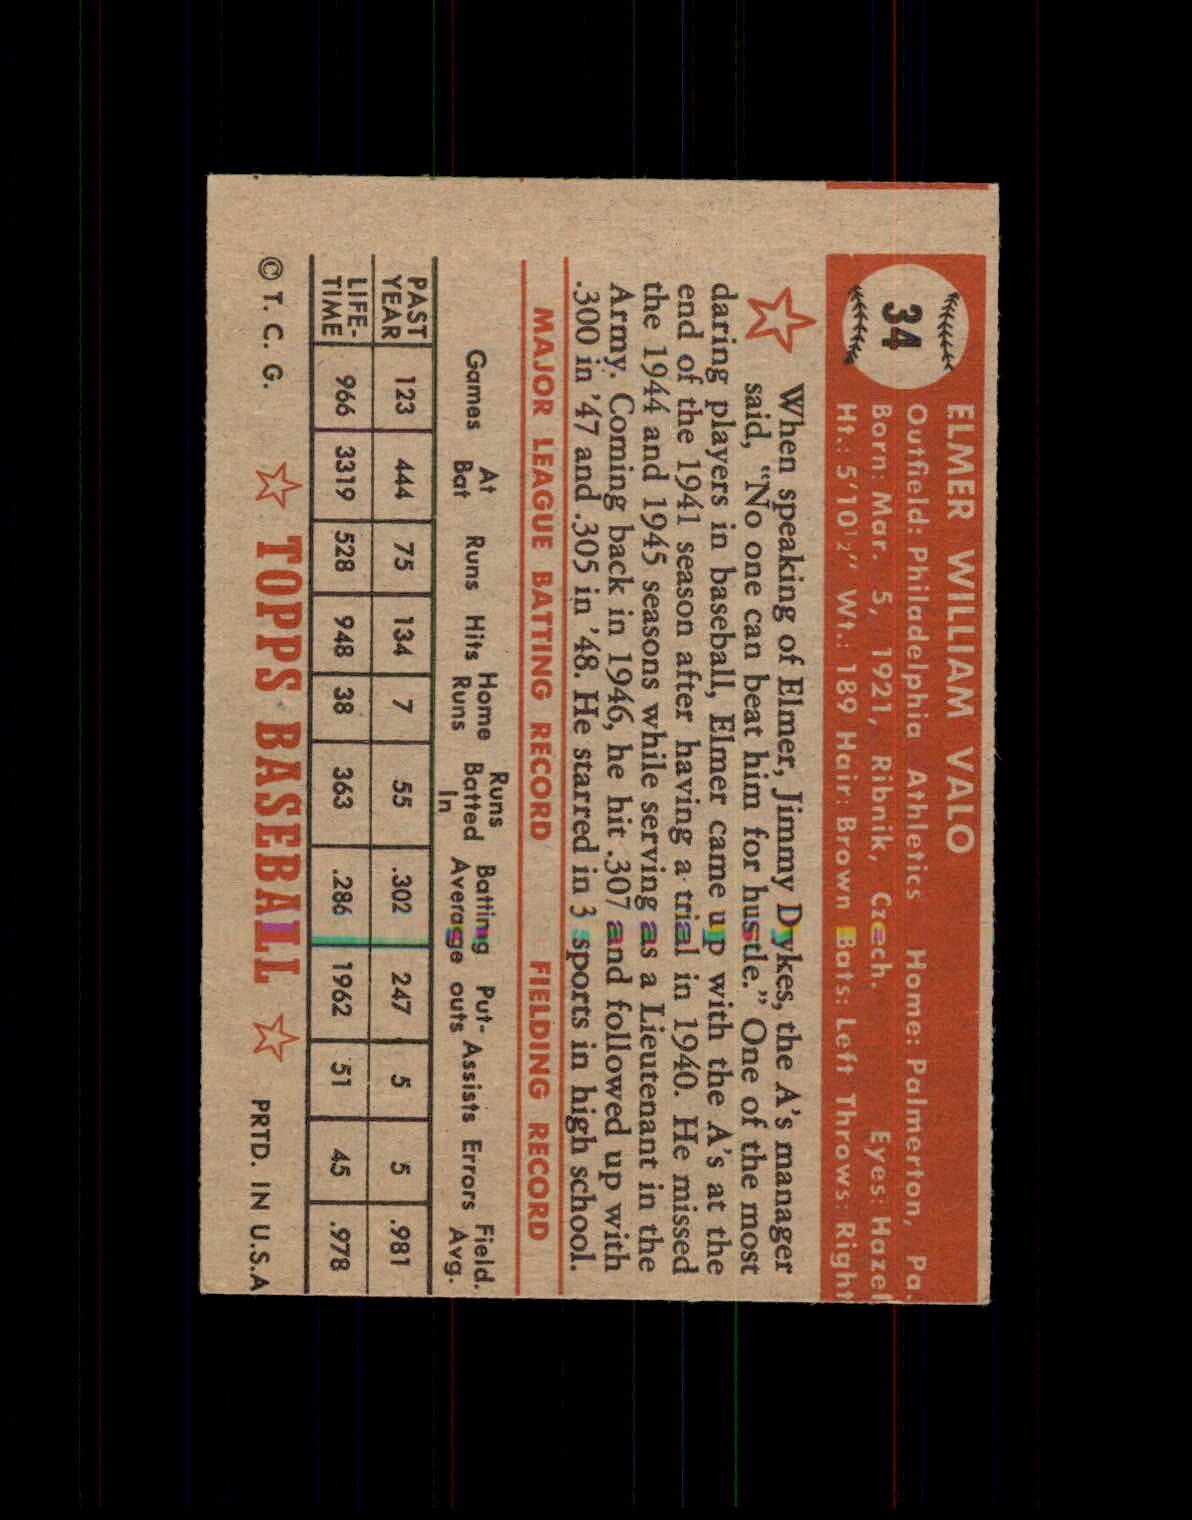 34
ELMER WILLIAM VALO
Outfield: Philadelphia Athletics Home: Palmerton, Pa.
Born: Mar. 5, 1921, Ribnik, Czech. Eyes: Hazel
Ht.: 5'10½" Wt.: 189 Hair: Brown Bats: Left Throws: Right
When speaking of Elmer, Jimmy Dykes, the A's manager
said, "No one can beat him for hustle." One of the most
daring players in baseball, Elmer came up with the A's at the
end of the 1941 season after having a trial in 1940. He missed
the 1944 and 1945 seasons while serving as a Lieutenant in the
Army. Coming back in 1946, he hit .307 and followed up with
.300 in '47 and .305 in '48. He starred in 3 sports in high school.
MAJOR LEAGUE BATTING RECORD FIELDING RECORD
Games At Bat Runs Hits Home Runs Runs Batted In Batting Average Put-outs Assists Errors Field. Avg.
PAST YEAR 123 444 75 134 7 55 .302 247 5 5 .981
LIFE-TIME 966 3319 528 948 38 363 .286 1962 51 45 .978
© T. C. G. TOPPS BASEBALL PRTD. IN U.S.A